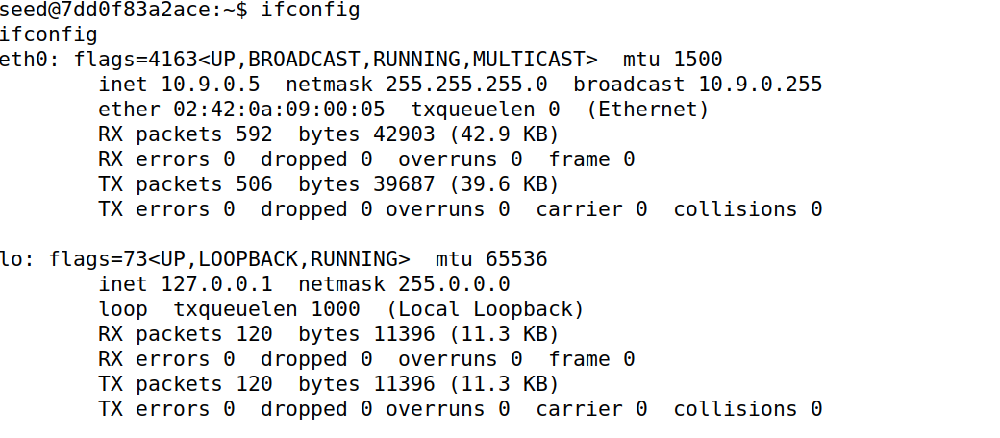 seed@7dd0f83a2ace:~$ ifconfig
ifconfig
eth0: flags=4163<UP,BROADCAST,RUNNING,MULTICAST>  mtu 1500
        inet 10.9.0.5  netmask 255.255.255.0  broadcast 10.9.0.255
        ether 02:42:0a:09:00:05  txqueuelen 0  (Ethernet)
        RX packets 592  bytes 42903 (42.9 KB)
        RX errors 0  dropped 0  overruns 0  frame 0
        TX packets 506  bytes 39687 (39.6 KB)
        TX errors 0  dropped 0 overruns 0  carrier 0  collisions 0

lo: flags=73<UP,LOOPBACK,RUNNING>  mtu 65536
        inet 127.0.0.1  netmask 255.0.0.0
        loop  txqueuelen 1000  (Local Loopback)
        RX packets 120  bytes 11396 (11.3 KB)
        RX errors 0  dropped 0  overruns 0  frame 0
        TX packets 120  bytes 11396 (11.3 KB)
        TX errors 0  dropped 0 overruns 0  carrier 0  collisions 0